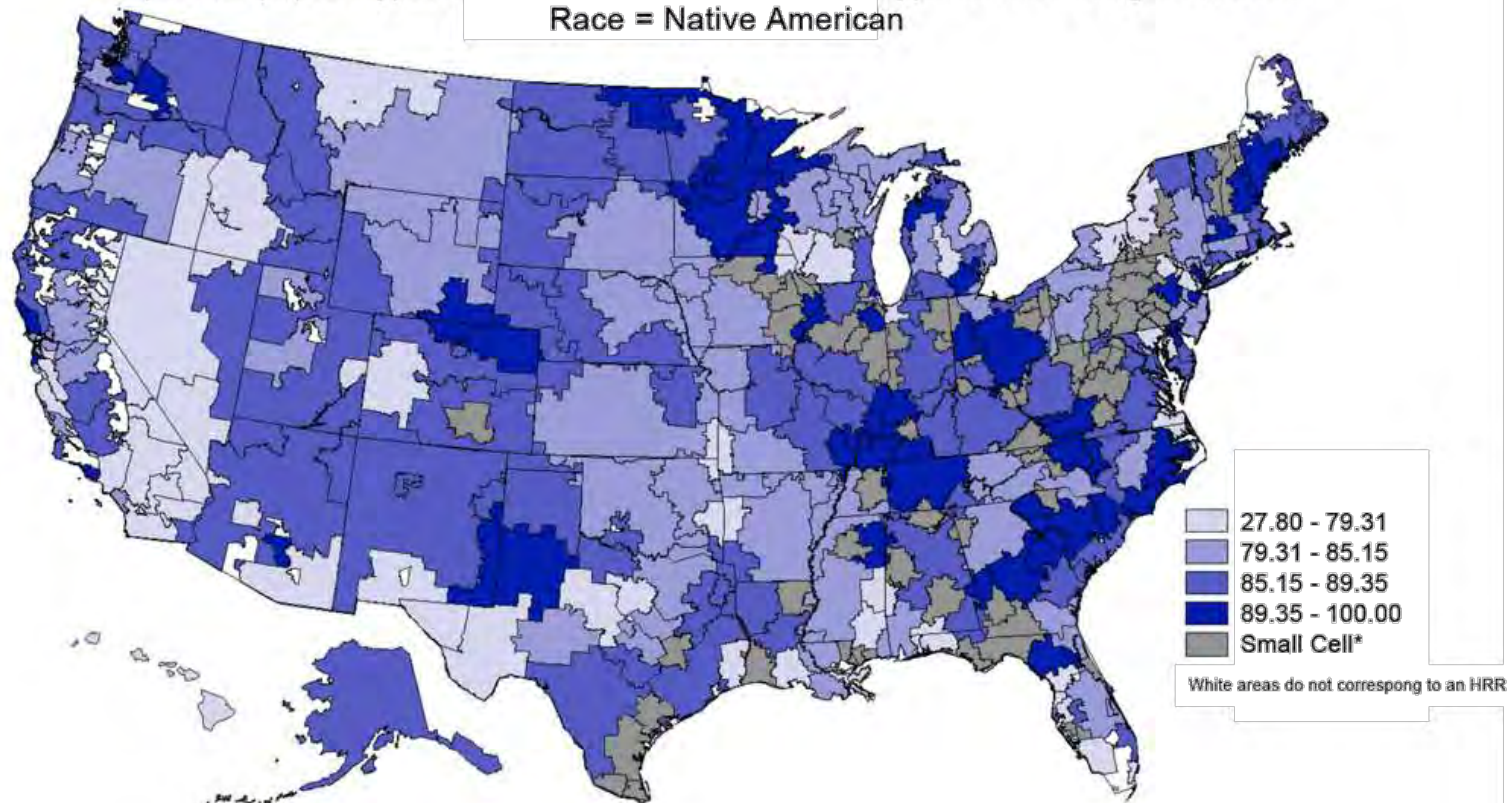 Race = Native American
27.80 - 79.31
79.31 - 85.15
85.15 - 89.35
89.35 - 100.00
Small Cell*
White areas do not correspong to an HRR